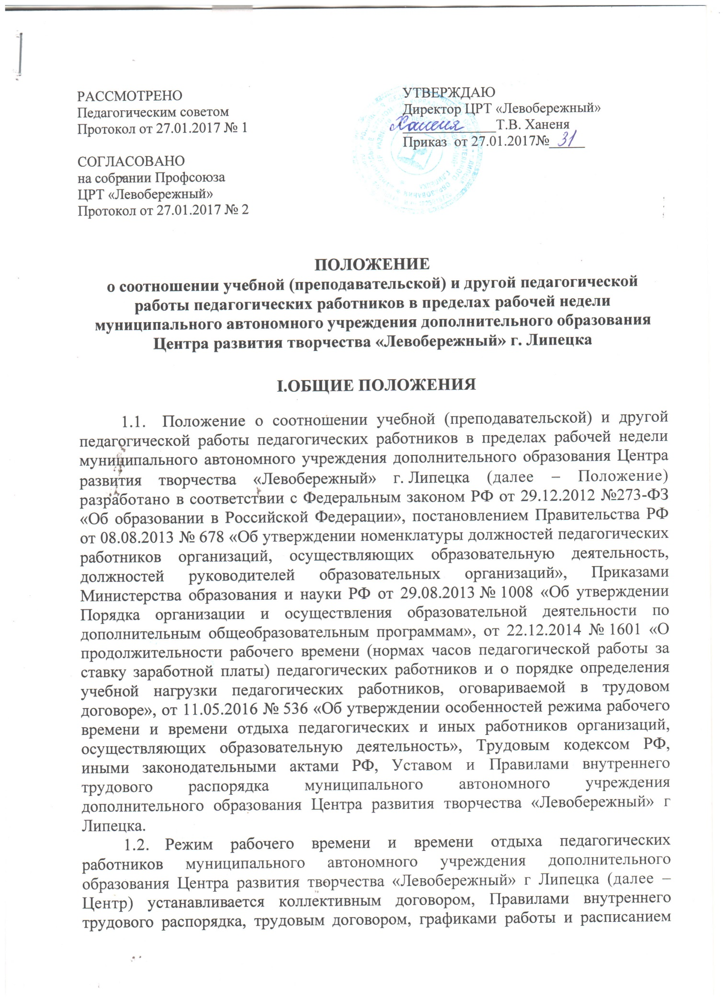 РАССМОТРЕНО
Педагогическим советом
Протокол от 27.01.2017 № 1
СОГЛАСОВАНО
на собрании Профсоюза
ЦРТ «Левобережный»
Протокол от 27.01.2017 № 2
УТВЕРЖДАЮ
Директор ЦРТ «Левобережный»
Ханеня Т.В. Ханеня
Приказ от 27.01.2017№ 31
ПОЛОЖЕНИЕ
о соотношении учебной (преподавательской) и другой педагогической
работы педагогических работников в пределах рабочей недели
муниципального автономного учреждения дополнительного образования
Центра развития творчества «Левобережный» г. Липецка
I.ОБЩИЕ ПОЛОЖЕНИЯ
1.1. Положение о соотношении учебной (преподавательской) и другой
педагогической работы педагогических работников в пределах рабочей недели
муниципального автономного учреждения дополнительного образования Центра
развития творчества «Левобережный» г. Липецка (далее – Положение)
разработано в соответствии с Федеральным законом РФ от 29.12.2012 №273-ФЗ
«Об образовании в Российской Федерации», постановлением Правительства РФ
от 08.08.2013 № 678 «Об утверждении номенклатуры должностей педагогических
работников организаций, осуществляющих образовательную деятельность,
должностей руководителей образовательных организаций», Приказами
Министерства образования и науки РФ от 29.08.2013 № 1008 «Об утверждении
Порядка организации и осуществления образовательной деятельности по
дополнительным общеобразовательным программам», от 22.12.2014 № 1601 «О
продолжительности рабочего времени (нормах часов педагогической работы за
ставку заработной платы) педагогических работников и о порядке определения
учебной нагрузки педагогических работников, оговариваемой в трудовом
договоре», от 11.05.2016 № 536 «Об утверждении особенностей режима рабочего
времени и времени отдыха педагогических и иных работников организаций,
осуществляющих образовательную деятельность», Трудовым кодексом РФ,
иными законодательными актами РФ, Уставом и Правилами внутреннего
трудового распорядка муниципального автономного учреждения
дополнительного образования Центра развития творчества «Левобережный» г
Липецка.
1.2. Режим рабочего времени и времени отдыха педагогических
работников муниципального автономного учреждения дополнительного
образования Центра развития творчества «Левобережный» г Липецка (далее –
Центр) устанавливается коллективным договором, Правилами внутреннего
трудового распорядка, трудовым договором, графиками работы и расписанием